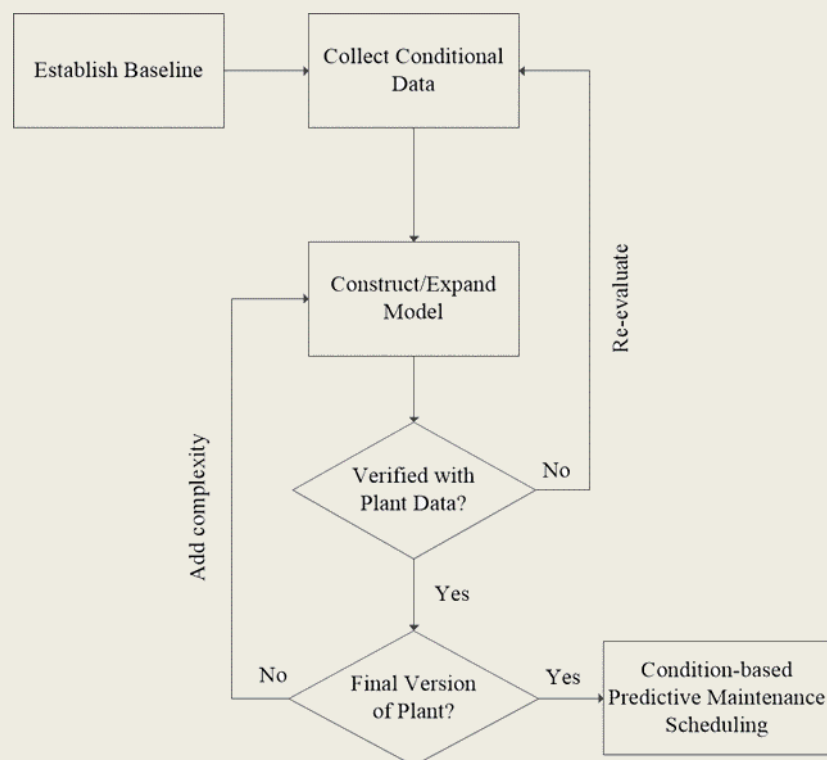 Establish Baseline
Collect Conditional
Data
Construct/Expand
Model
Re-evaluate
Add complexity
Verified with
Plant Data?
No
Yes
No
Final Version
of Plant?
Yes
Condition-based
Predictive Maintenance
Scheduling